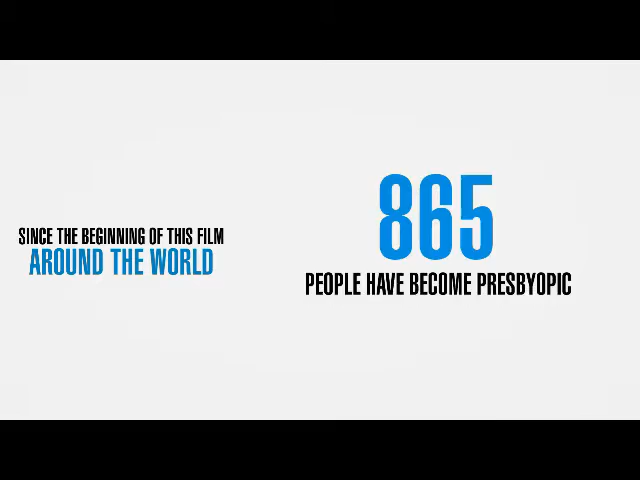 SINCE THE BEGINNING OF THIS FILM
AROUND THE WORLD
865
PEOPLE HAVE BECOME PRESBYOPIC